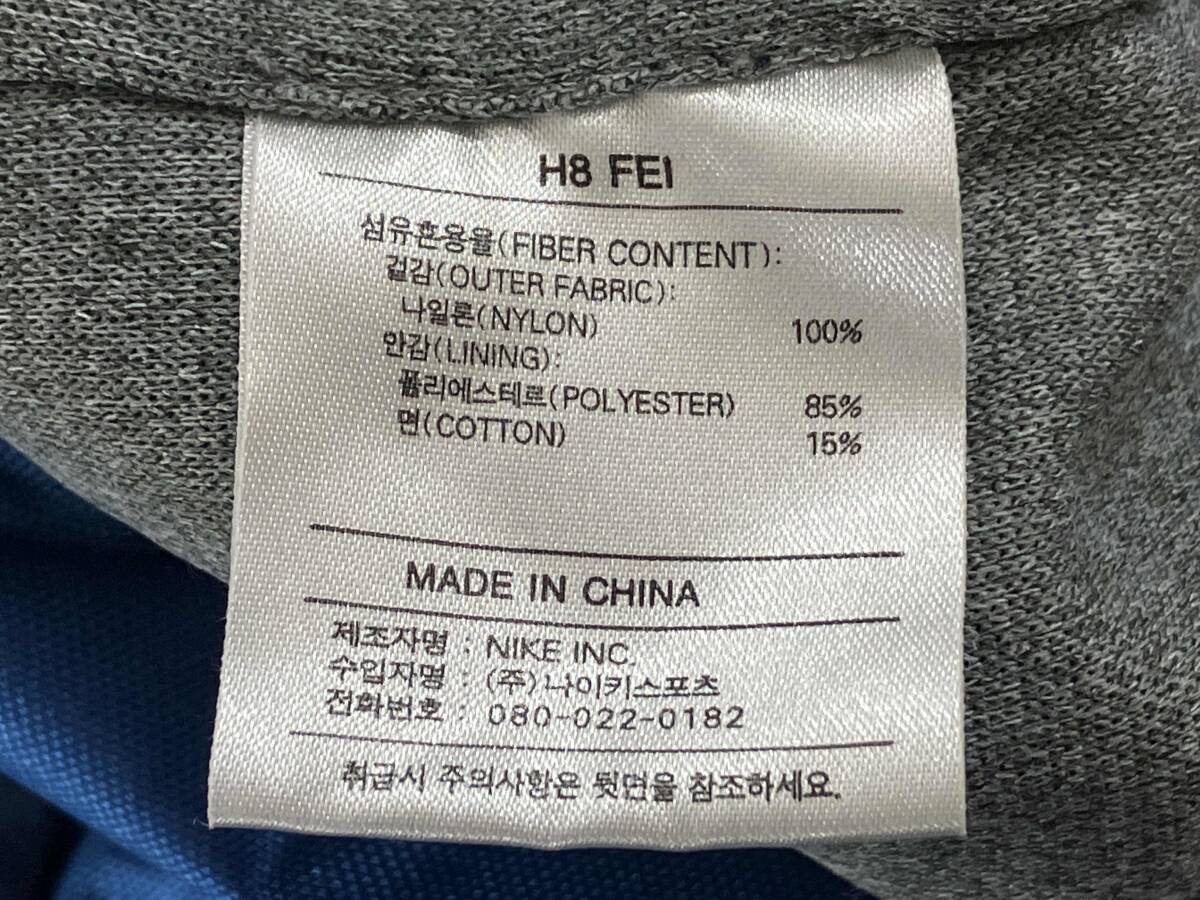 H8 FEI
섬유혼용율(FIBER CONTENT):
겉감(OUTER FABRIC):
나일론(NYLON) 100%
안감(LINING):
폴리에스테르(POLYESTER) 85%
면(COTTON) 15%
MADE IN CHINA
제조자명 : NIKE INC.
수입자명 : (주)나이키스포츠
전화번호 : 080-022-0182
취급시 주의사항은 뒷면을 참조하세요.